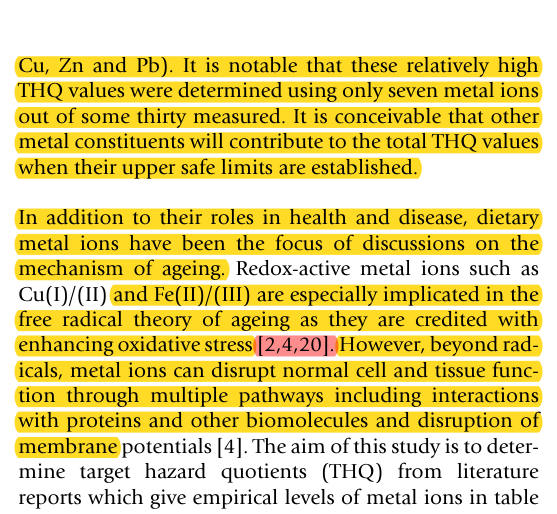 Cu, Zn and Pb). It is notable that these relatively high
THQ values were determined using only seven metal ions
out of some thirty measured. It is conceivable that other
metal constituents will contribute to the total THQ values
when their upper safe limits are established.
In addition to their roles in health and disease, dietary
metal ions have been the focus of discussions on the
mechanism of ageing. Redox-active metal ions such as
Cu(I)/(II) and Fe(II)/(III) are especially implicated in the
free radical theory of ageing as they are credited with
enhancing oxidative stress [2,4,20]. However, beyond rad-
icals, metal ions can disrupt normal cell and tissue func-
tion through multiple pathways including interactions
with proteins and other biomolecules and disruption of
membrane potentials [4]. The aim of this study is to deter-
mine target hazard quotients (THQ) from literature
reports which give empirical levels of metal ions in table